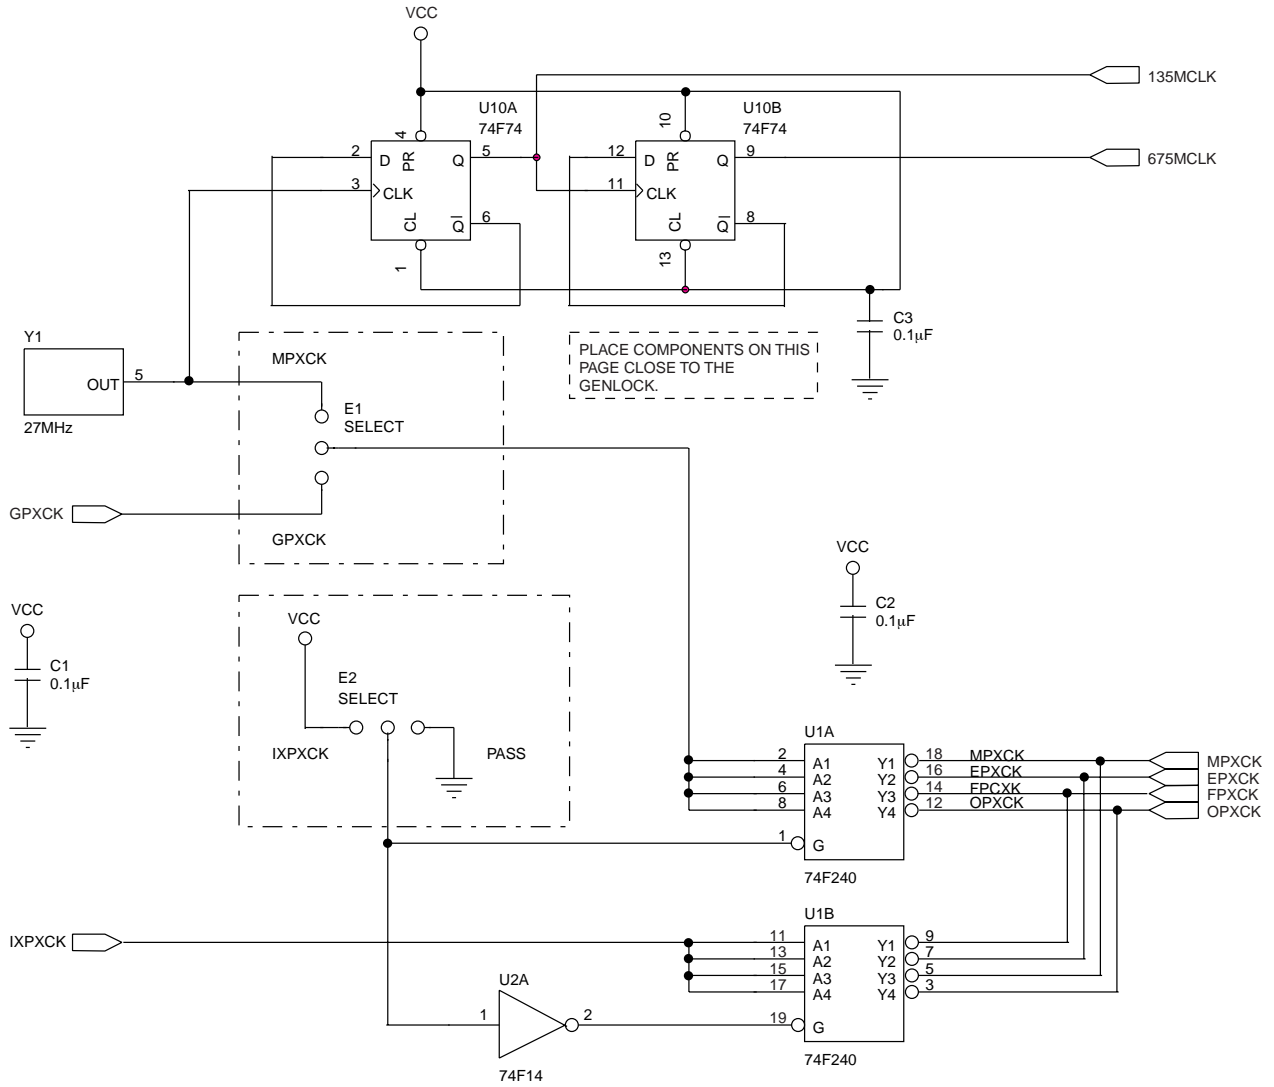 VCC
135MCLK
U10A
74F74
U10B
74F74
4
10
2
D
PR
Q
5
12
D
PR
Q
9
675MCLK
3
CLK
11
CLK
CL
Q
6
CL
Q
8
1
13
C3
0.1µF
Y1
OUT
5
27MHz
MPXCK
E1
SELECT
PLACE COMPONENTS ON THIS
PAGE CLOSE TO THE
GENLOCK.
GPXCK
GPXCK
VCC
C2
0.1µF
VCC
C1
0.1µF
VCC
E2
SELECT
IXPXCK
PASS
U1A
2
A1
Y1
18
MPXCK
MPXCK
4
A2
Y2
16
EPXCK
EPXCK
6
A3
Y3
14
FPCXK
FPXCK
8
A4
Y4
12
OPXCK
OPXCK
1
G
74F240
U1B
IXPXCK
11
A1
Y1
9
13
A2
Y2
7
15
A3
Y3
5
17
A4
Y4
3
U2A
1
2
19
G
74F14
74F240